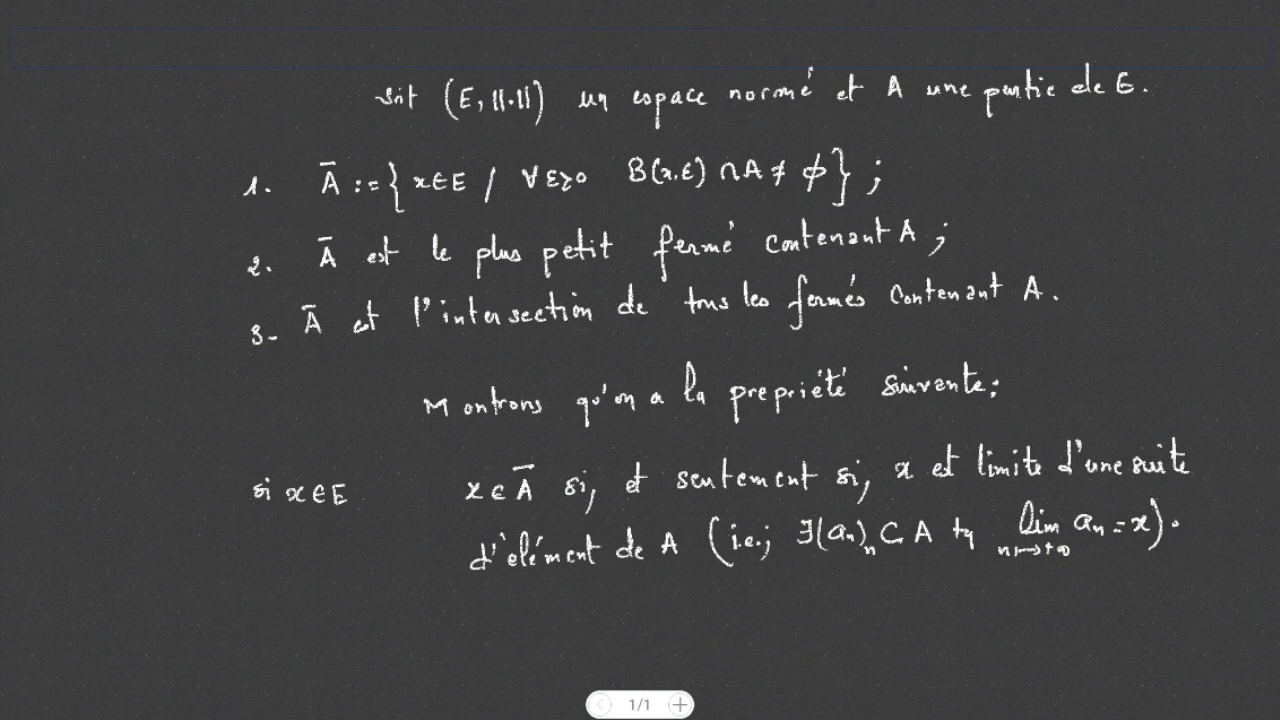 soit (E, ||.||) un espace normé et A une partie de E.
1. Ā := { x∈E / ∀ε>0 B(x,ε) ∩A ≠ ∅ } ;
2. Ā est le plus petit fermé contenant A ;
3. Ā est l'intersection de tous les fermés contenant A.
Montrons qu'on a la propriété suivante :
si x∈E x∈Ā si, et seulement si, x est limite d'une suite
d'élément de A (i.e.; ∃(aₙ)ₙ ⊂ A tq lim aₙ = x).
n⟼+∞
1/1